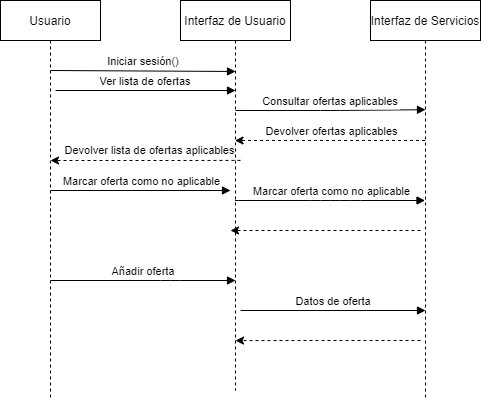 Usuario
Interfaz de Usuario
Interfaz de Servicios
Iniciar sesión()
Ver lista de ofertas
Consultar ofertas aplicables
Devolver ofertas aplicables
Devolver lista de ofertas aplicables
Marcar oferta como no aplicable
Marcar oferta como no aplicable
Añadir oferta
Datos de oferta